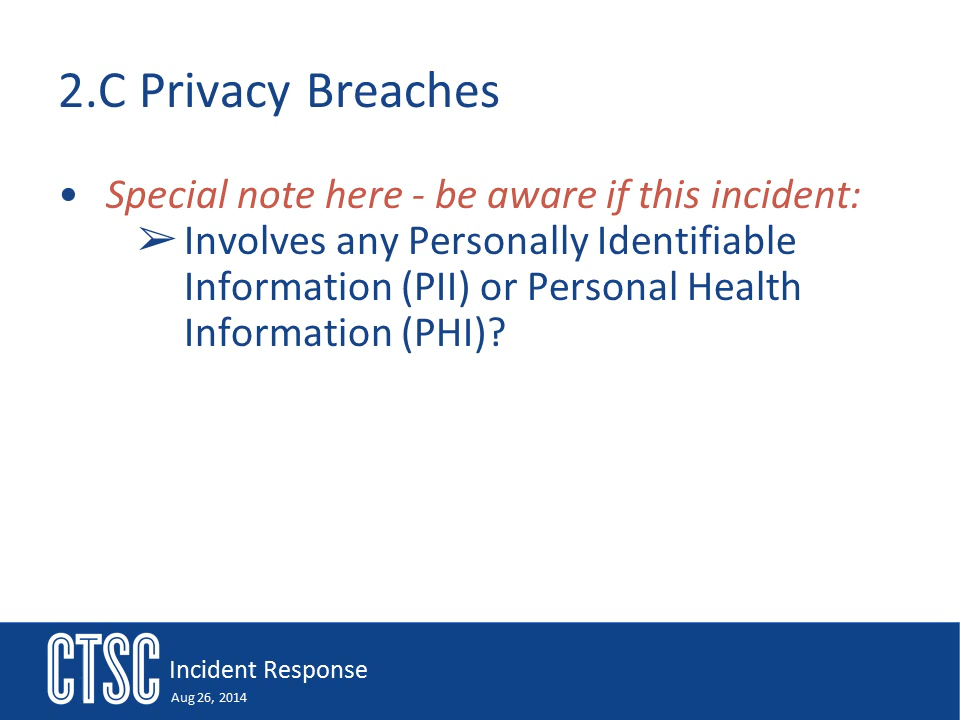 2.C Privacy Breaches
• Special note here - be aware if this incident:
➢ Involves any Personally Identifiable
Information (PII) or Personal Health
Information (PHI)?
CTSC
Incident Response
Aug 26, 2014